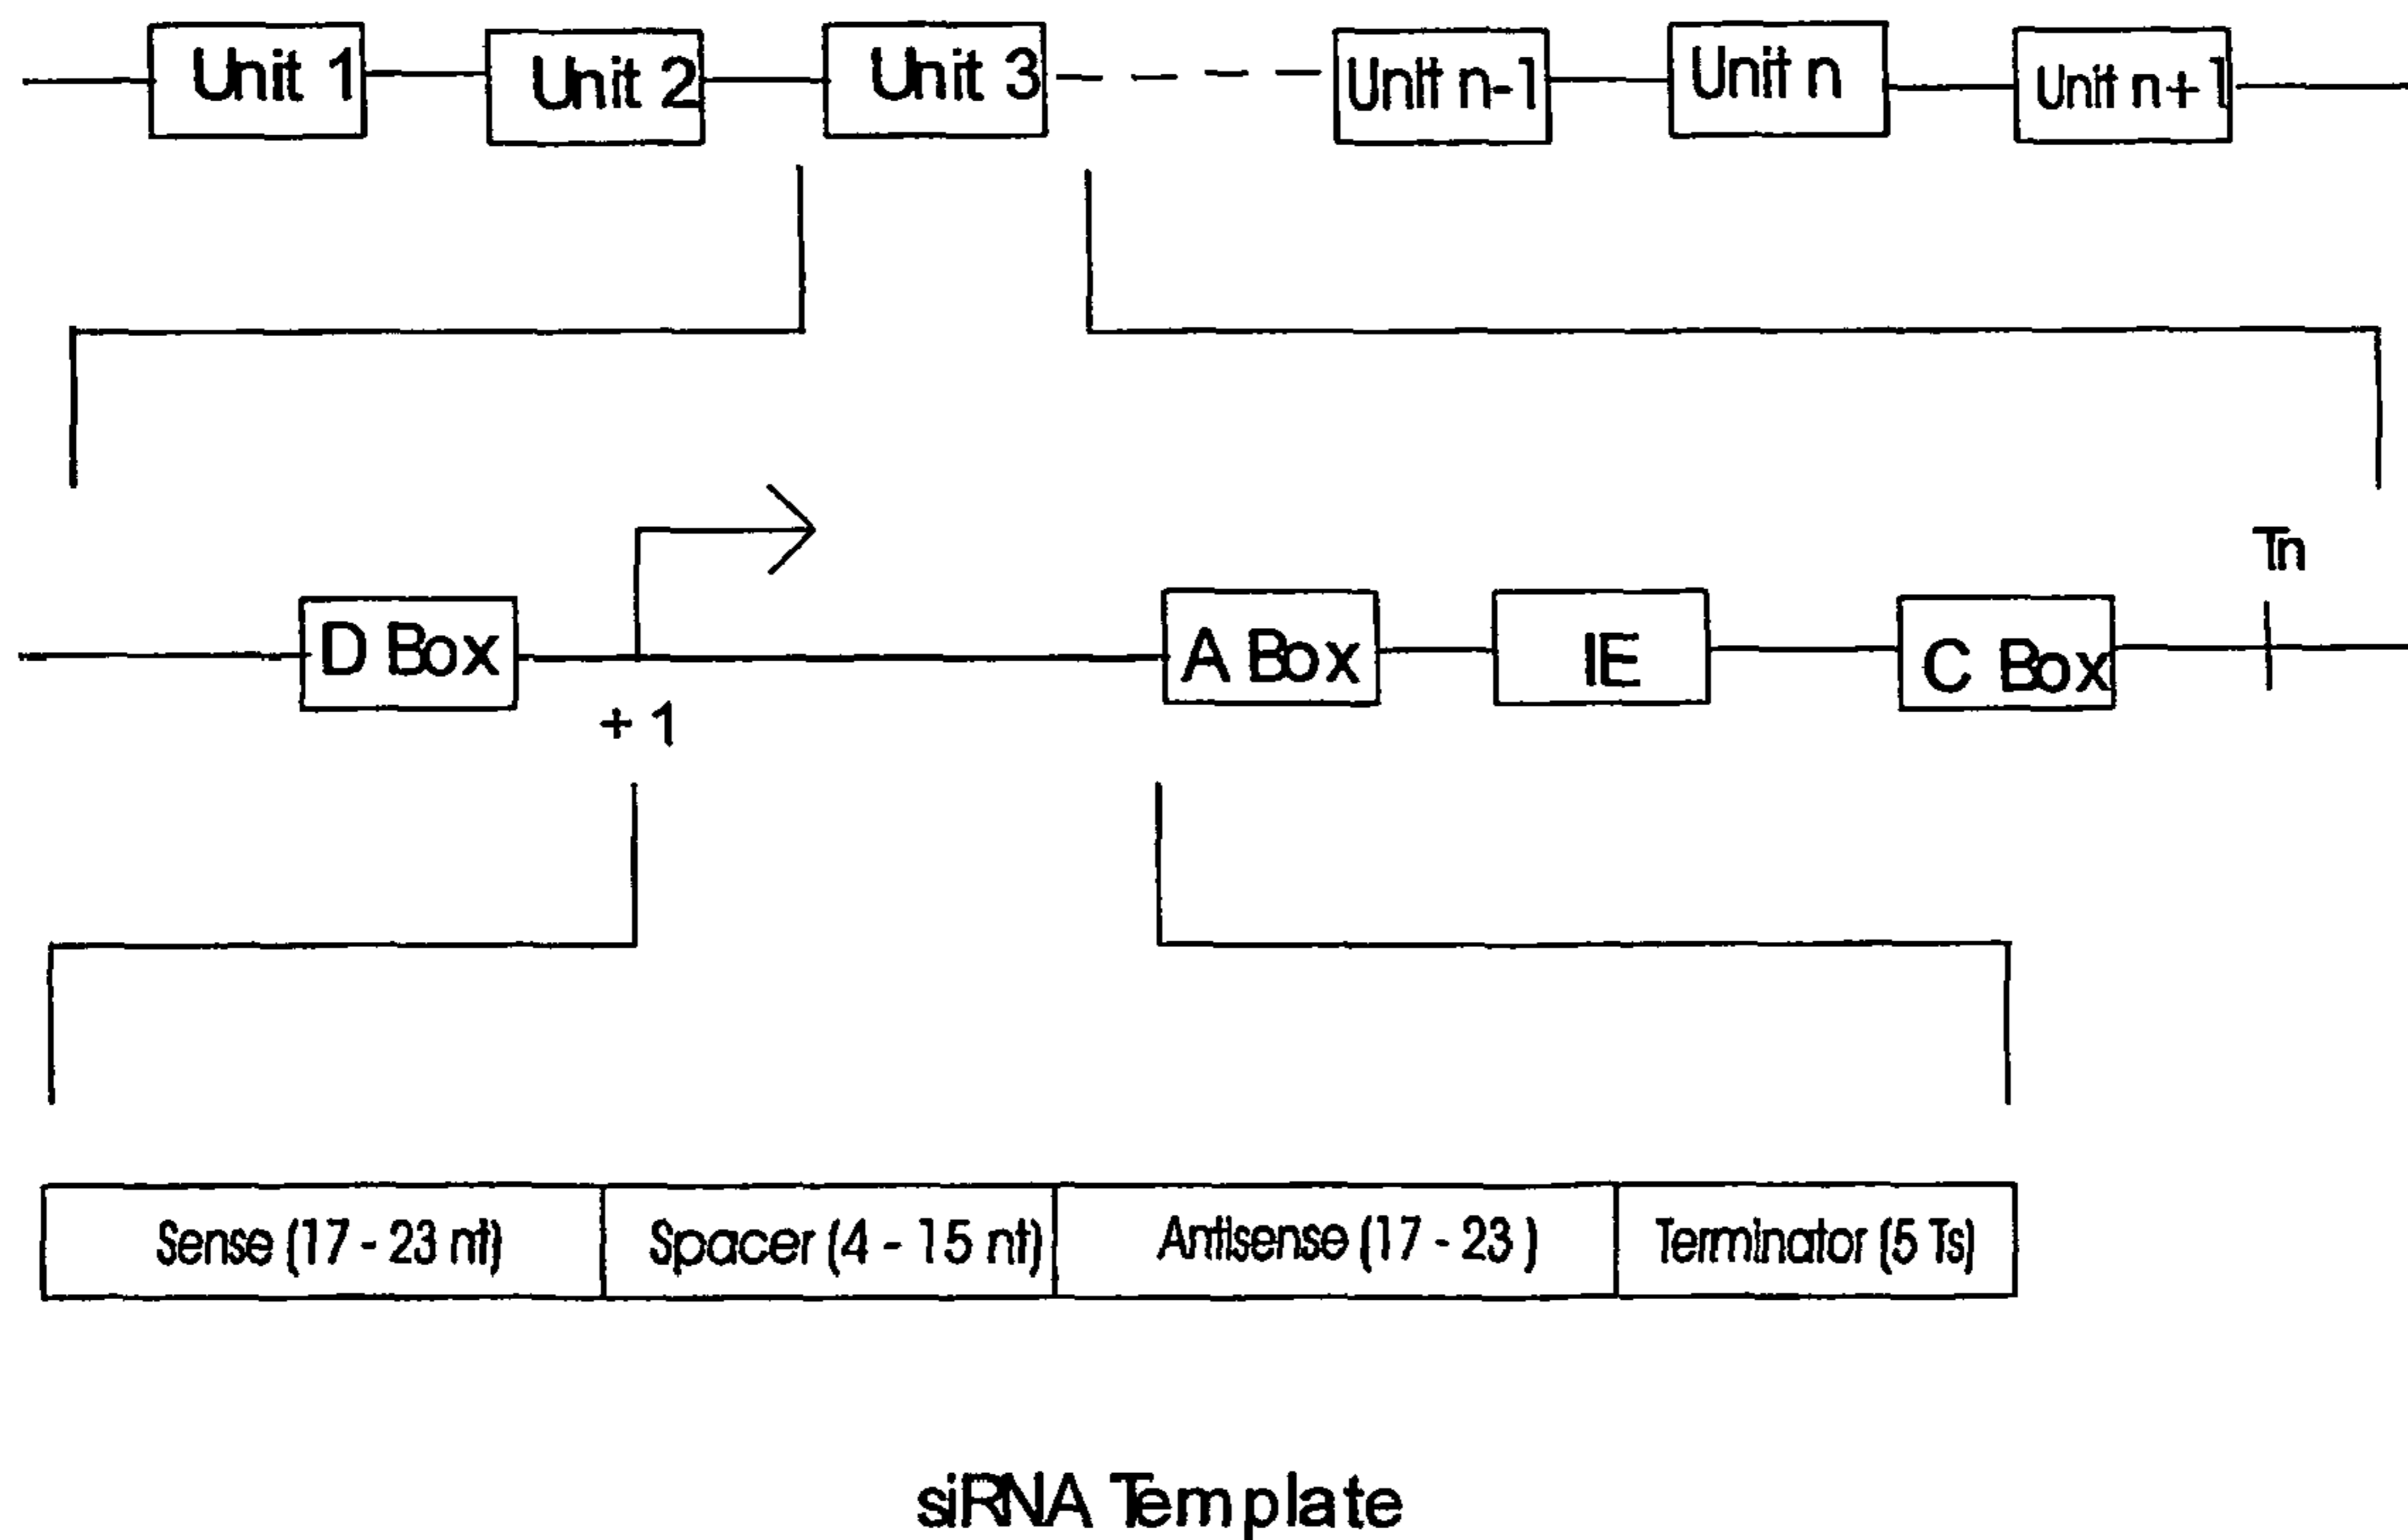 Unit 1 Unit 2 Unit 3 Unit n-1 Unit n Unit n+1
Tn
D Box A Box IE C Box
+1
Sense (17 - 23 nt) Spacer (4 - 15 nt) Antisense (17 - 23 ) Terminator (5 Ts)
siRNA Template